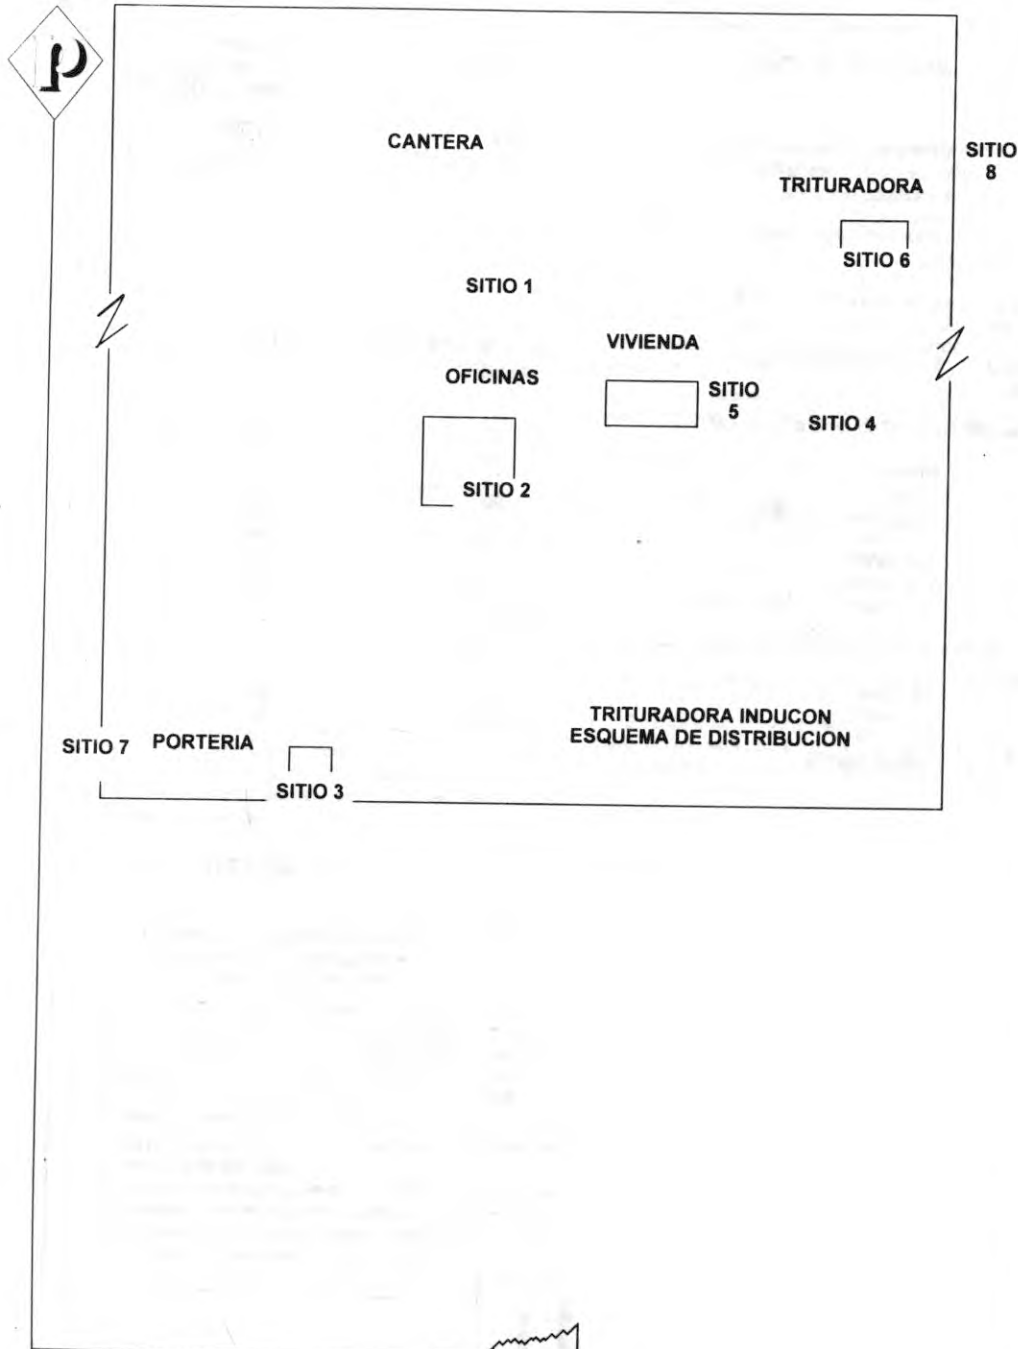 CANTERA
SITIO
8
TRITURADORA
SITIO 6
SITIO 1
VIVIENDA
OFICINAS
SITIO
5
SITIO 4
SITIO 2
TRITURADORA INDUCON
ESQUEMA DE DISTRIBUCION
SITIO 7 PORTERIA
SITIO 3